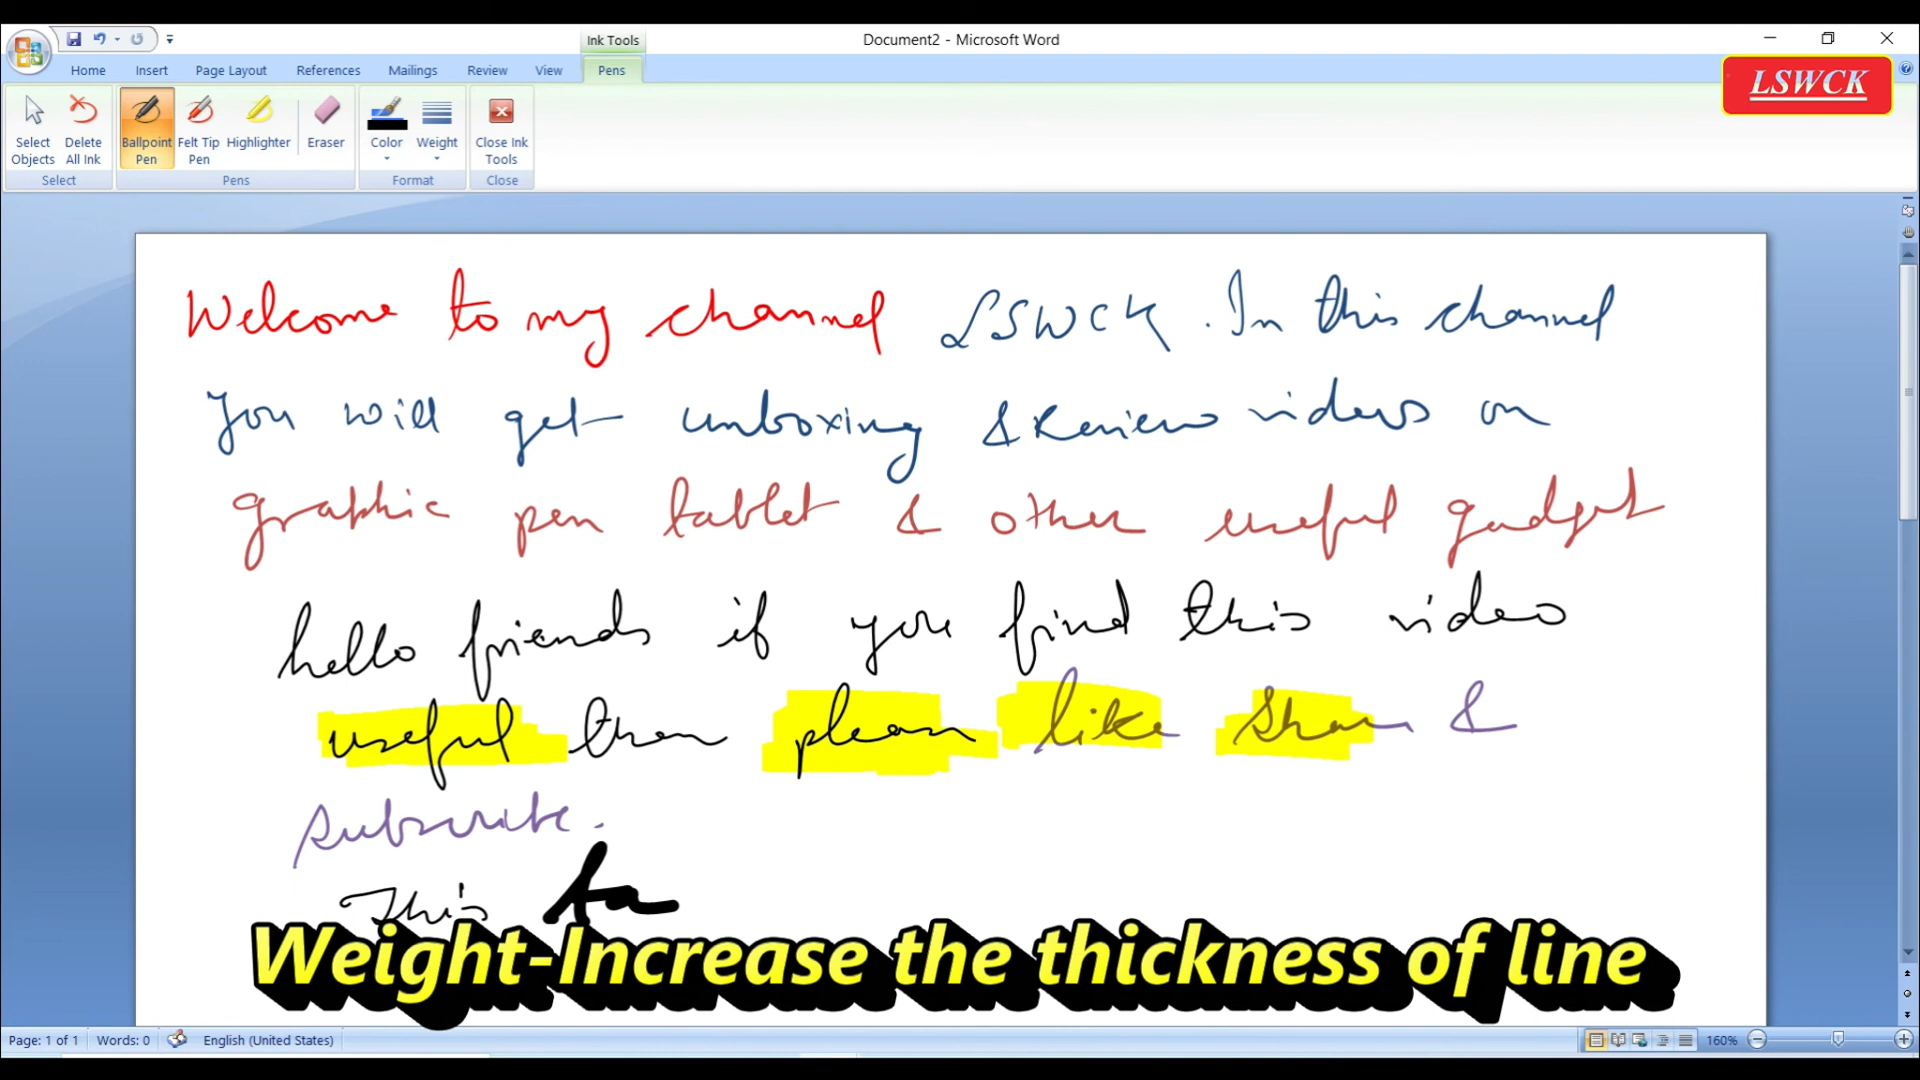 Ink Tools
Document2 - Microsoft Word
Home Insert Page Layout References Mailings Review View Pens
LSWCK
Select Objects
Delete All Ink
Ballpoint Pen
Felt Tip Pen
Highlighter
Eraser
Color
Weight
Close Ink Tools
Select Pens Format Close
Welcome to my channel LSWCK. In this channel
you will get unboxing & Review videos on
graphic pen tablet & other useful gadget
hello friends if you find this video
useful then please like share &
subscribe.
This
Weight-Increase the thickness of line
Page: 1 of 1 Words: 0 English (United States) 160%